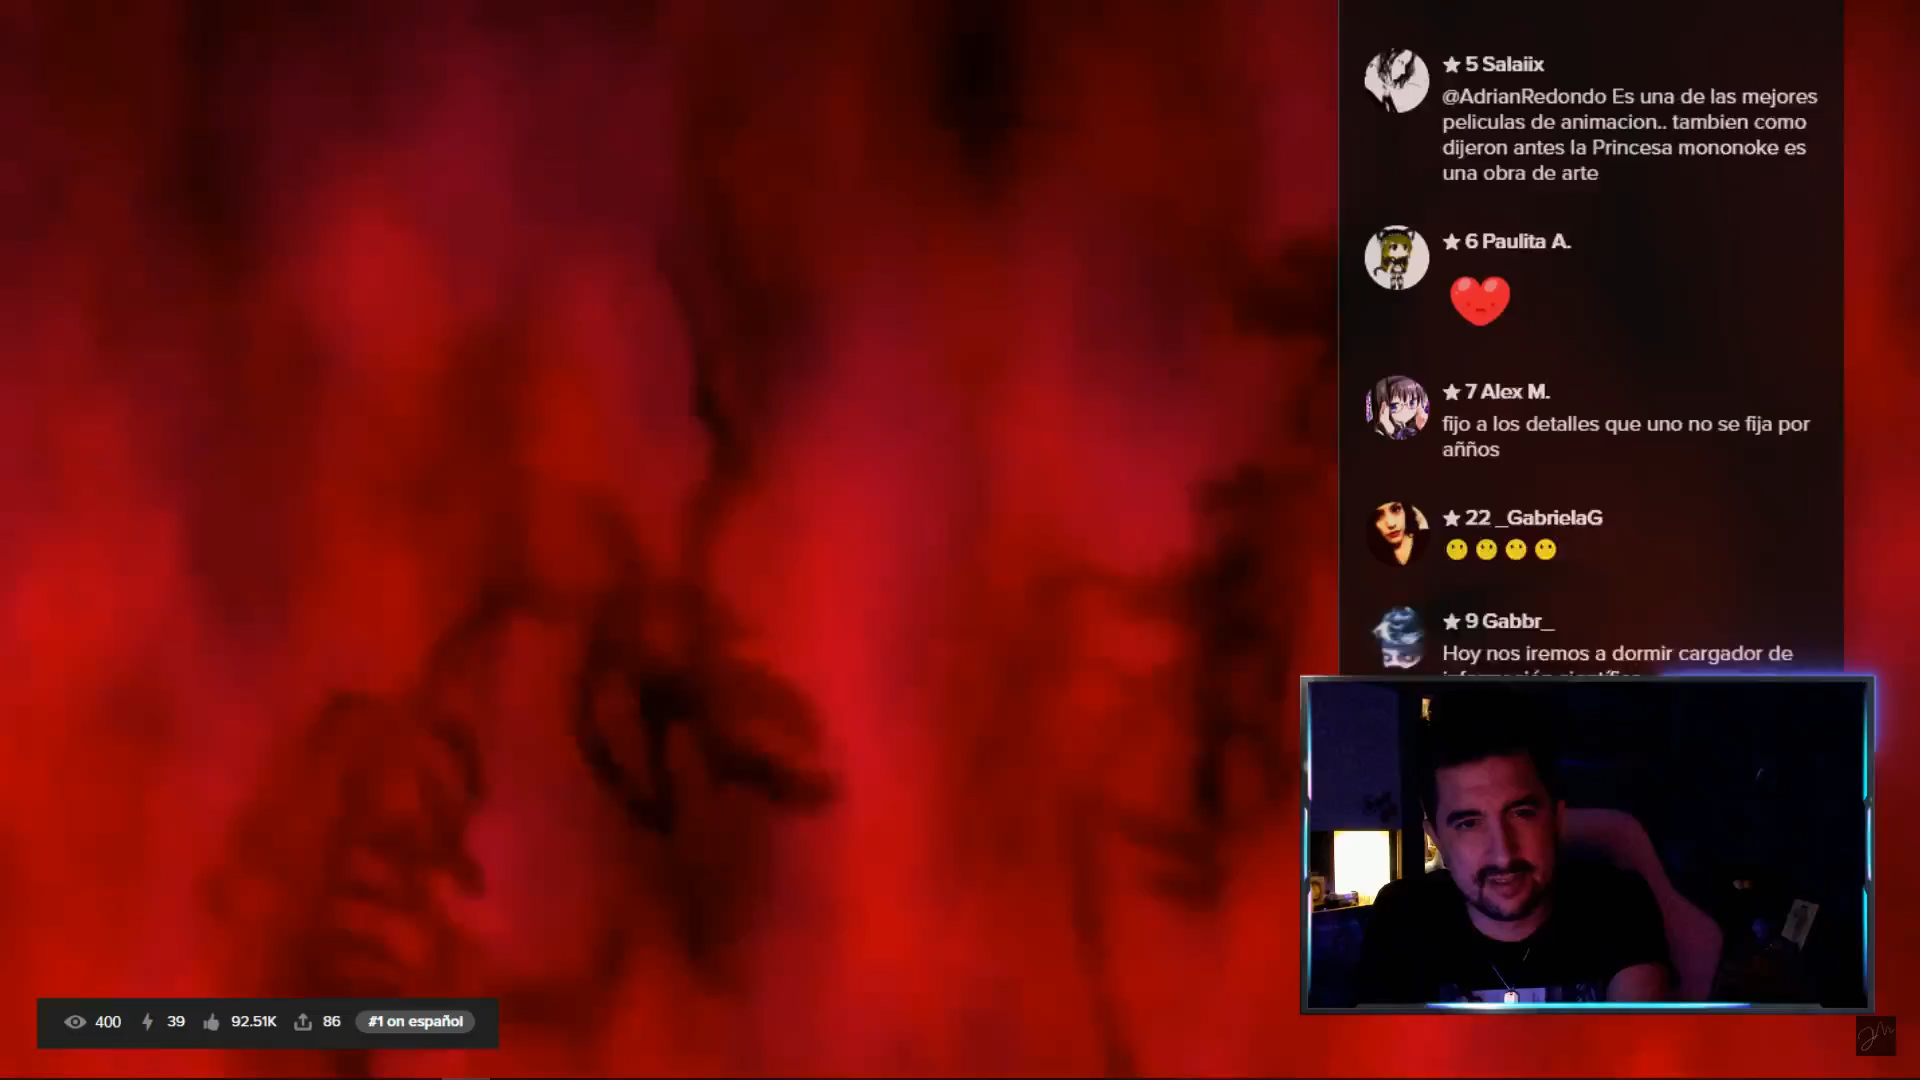 ★ 5 Salaiix
@AdrianRedondo Es una de las mejores
peliculas de animacion.. tambien como
dijeron antes la Princesa mononoke es
una obra de arte
★ 6 Paulita A.
★ 7 Alex M.
fijo a los detalles que uno no se fija por
añños
★ 22 _GabrielaG
★ 9 Gabbr_
Hoy nos iremos a dormir cargador de
400 39 92.51K 86 #1 on español